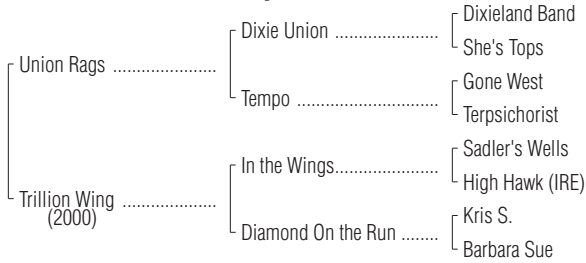 Dixieland Band
Dixie Union ....................
She's Tops
Union Rags ....................
Gone West
Tempo ...........................
Terpsichorist
Sadler's Wells
In the Wings....................
High Hawk (IRE)
Trillion Wing ..................
(2000)
Kris S.
Diamond On the Run .......
Barbara Sue